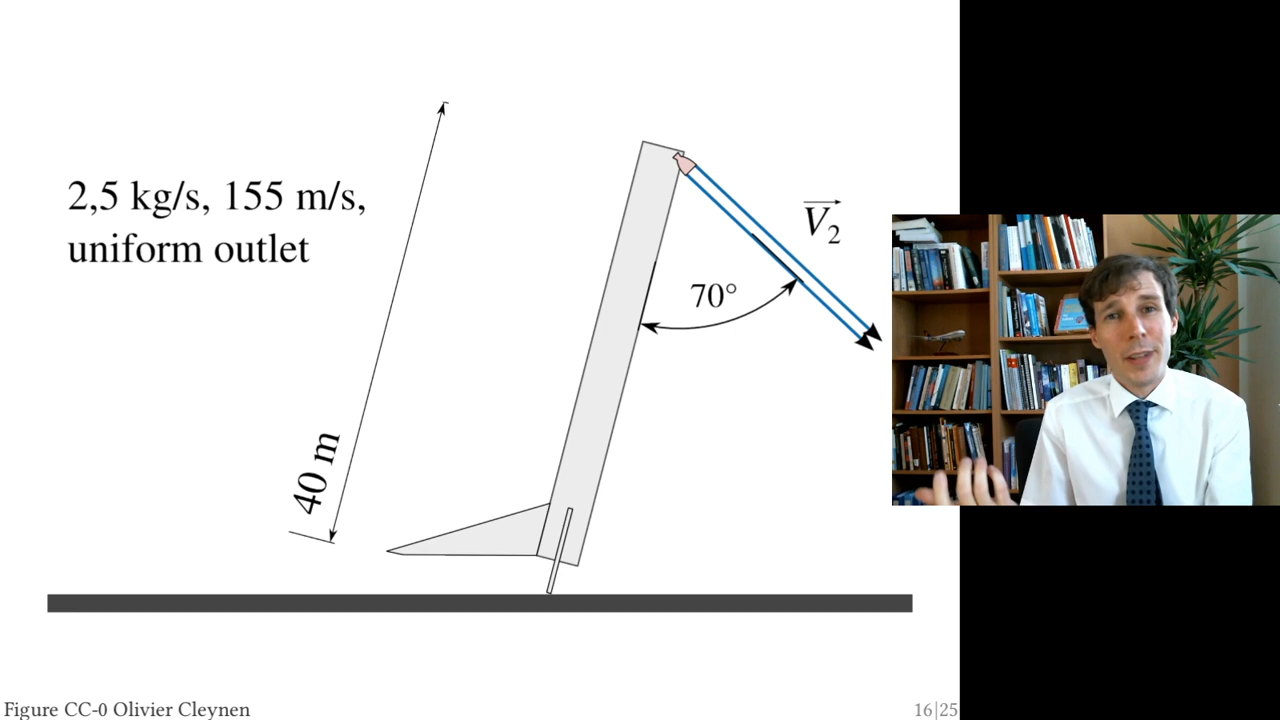 2,5 kg/s, 155 m/s,
uniform outlet
40 m
70°
V₂
Figure CC-0 Olivier Cleynen
16|25